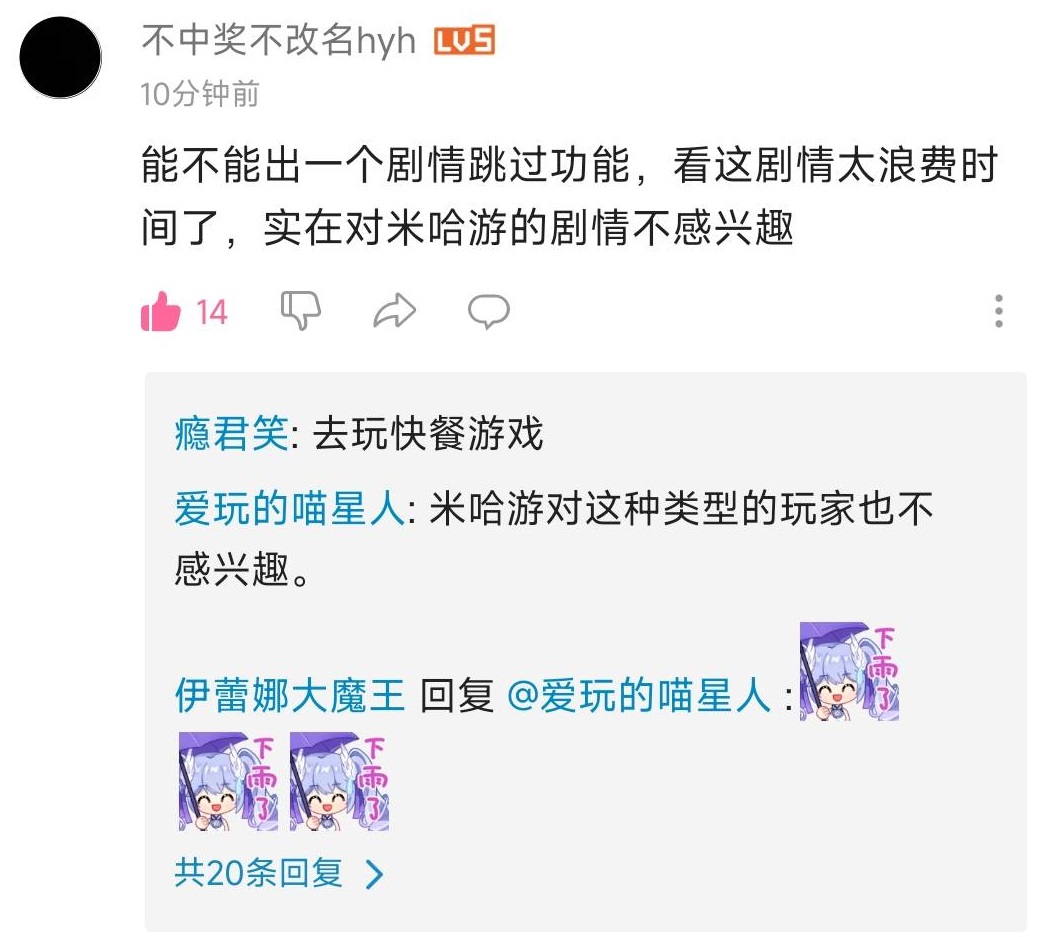 不中奖不改名hyh LV5
10分钟前
能不能出一个剧情跳过功能，看这剧情太浪费时
间了，实在对米哈游的剧情不感兴趣
14
瘾君笑: 去玩快餐游戏
爱玩的喵星人: 米哈游对这种类型的玩家也不
感兴趣。
伊蕾娜大魔王 回复 @爱玩的喵星人 : 下雨了
下雨了 下雨了
共20条回复